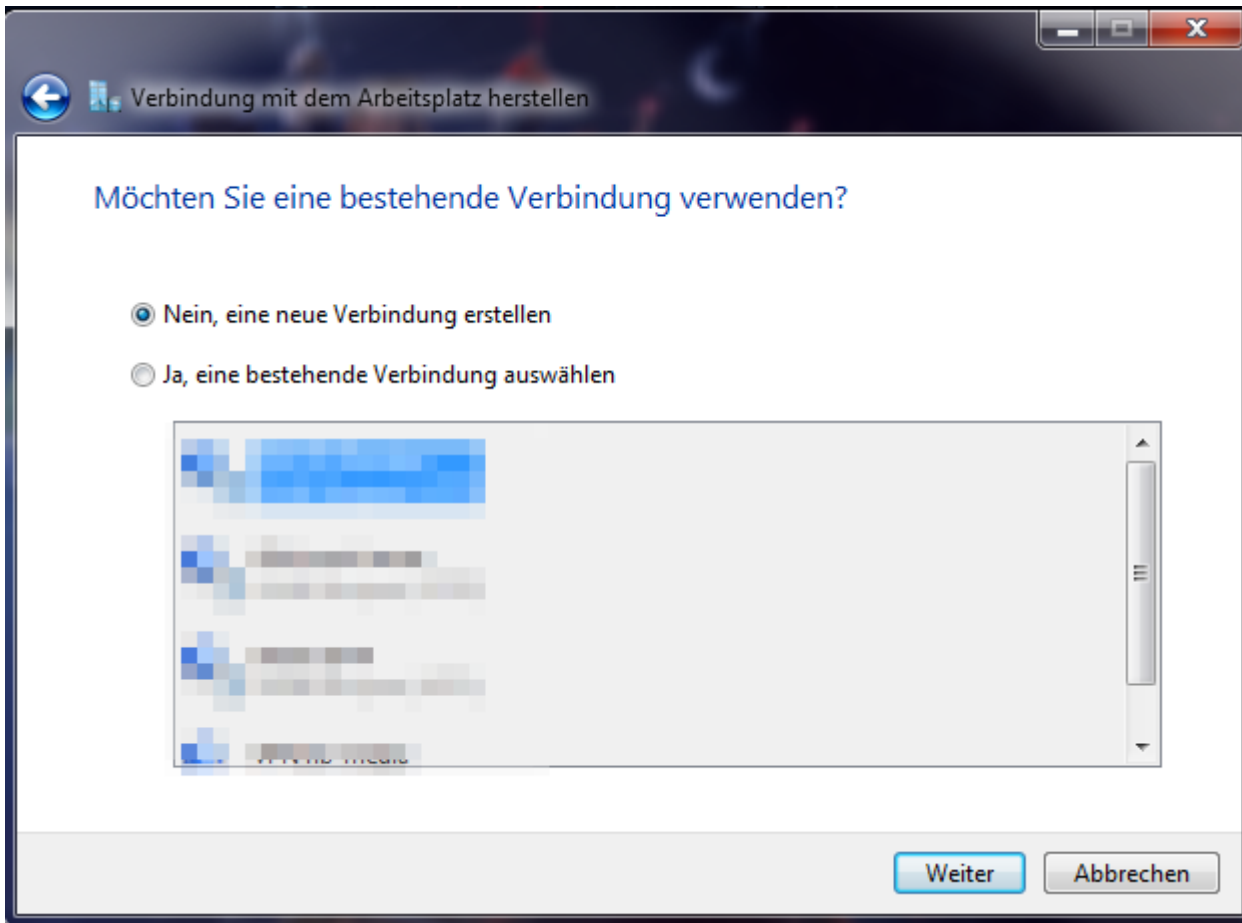 Verbindung mit dem Arbeitsplatz herstellen
Möchten Sie eine bestehende Verbindung verwenden?
Nein, eine neue Verbindung erstellen
Ja, eine bestehende Verbindung auswählen
Weiter
Abbrechen